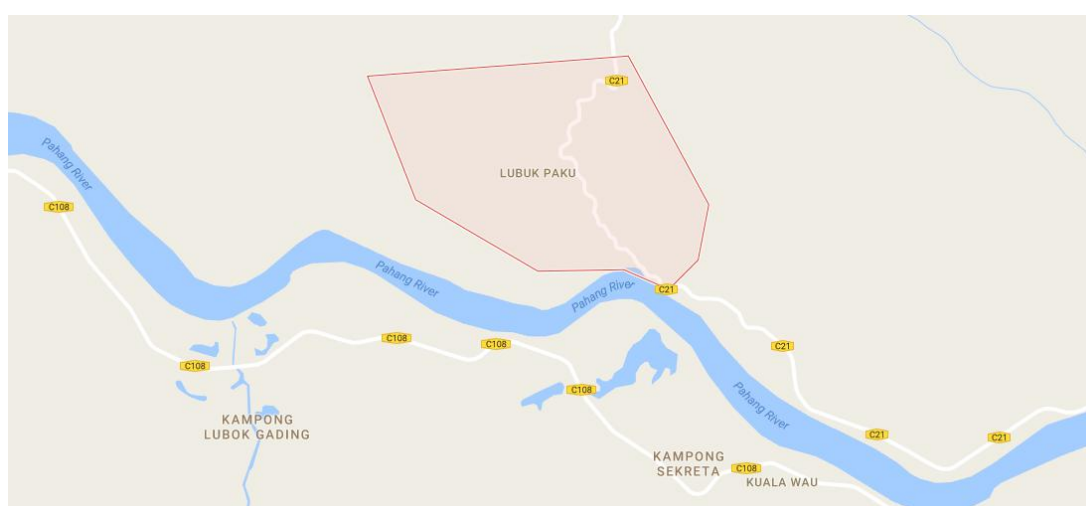 C21
Pahang River
LUBUK PAKU
C108
Pahang River
Pahang River
C21
C108
C108
C108
C21
C108
Pahang River
KAMPONG
LUBOK GADING
C21
C21
KAMPONG
SEKRETA
C108
KUALA WAU